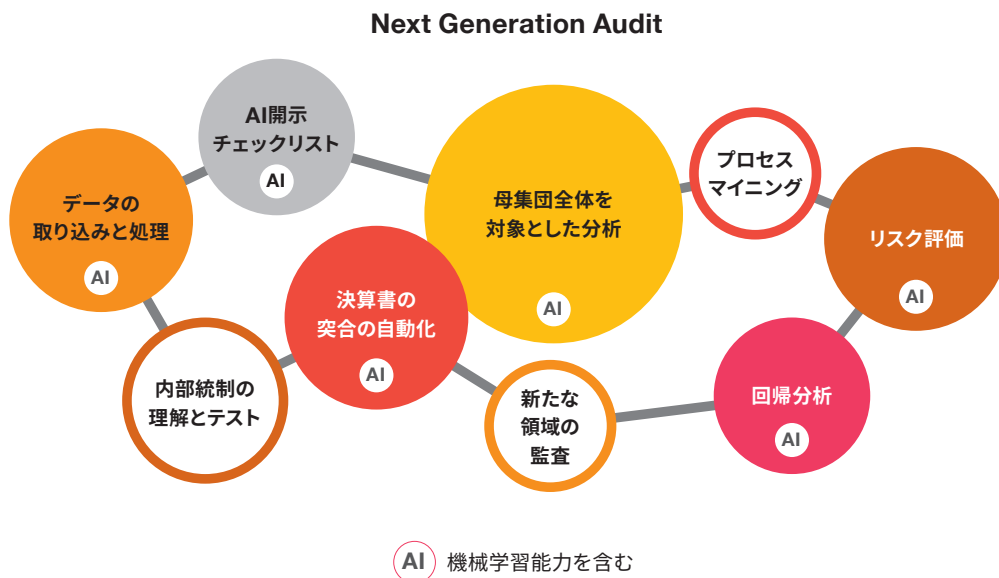 Next Generation Audit
データの
取り込みと処理
AI
AI開示
チェックリスト
AI
母集団全体を
対象とした分析
AI
プロセス
マイニング
リスク評価
AI
内部統制の
理解とテスト
決算書の
突合の自動化
AI
新たな
領域の
監査
回帰分析
AI
AI 機械学習能力を含む